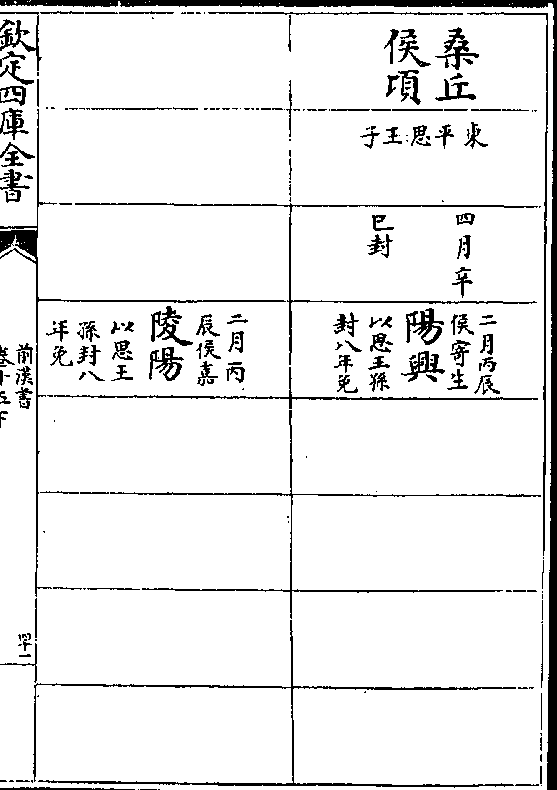 桑丘
侯頃
東平思王子
四月辛
巳封
二月丙辰
侯寄生
陽興
以思王孫
封八年免
二月丙
辰侯嘉
陵陽
以思王
孫封八
年免
欽定四庫全書
前漢書
卷十五下
四十一